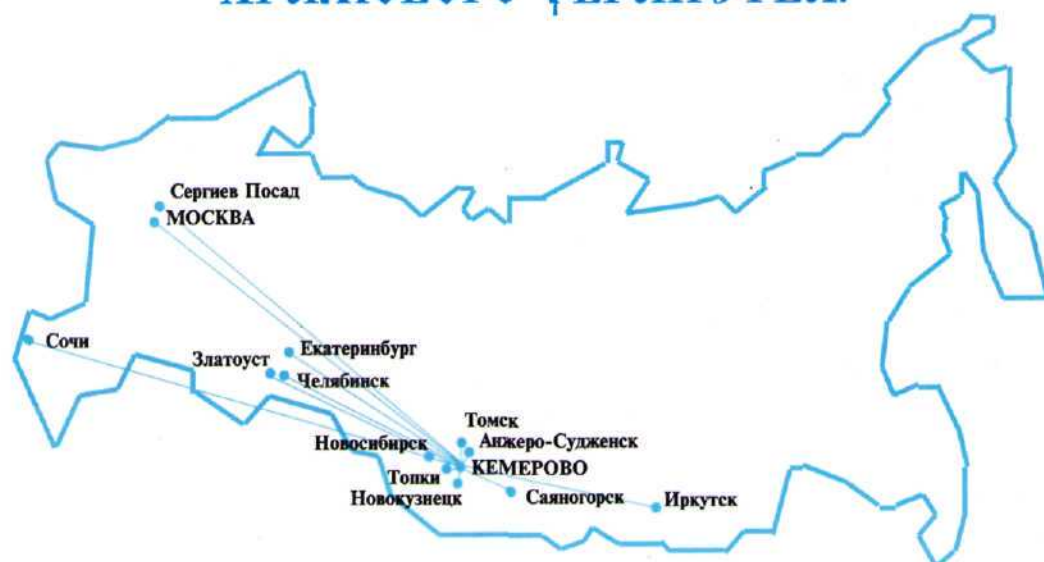 Сергиев Посад
МОСКВА
Сочи
Екатеринбург
Златоуст
Челябинск
Томск
Новосибирск
Анжеро-Судженск
КЕМЕРОВО
Топки
Новокузнецк
Саяногорск
Иркутск